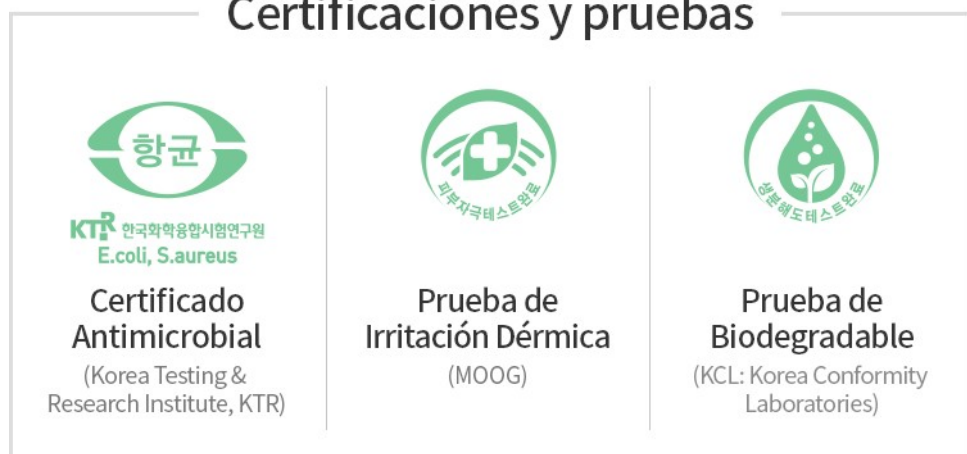 Certificaciones y pruebas
항균
KTR 한국화학융합시험연구원
E.coli, S.aureus
Certificado
Antimicrobial
(Korea Testing &
Research Institute, KTR)
피부자극테스트완료
Prueba de
Irritación Dérmica
(MOOG)
생분해도테스트완료
Prueba de
Biodegradable
(KCL: Korea Conformity
Laboratories)